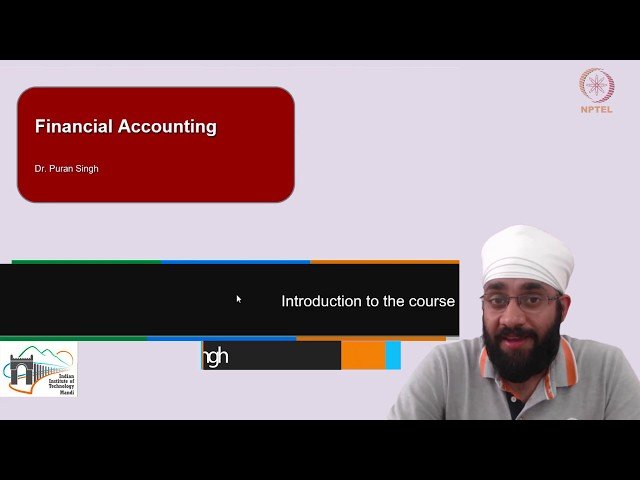 NPTEL
Financial Accounting
Dr. Puran Singh
Introduction to the course
ngh
Indian
Institute of
Technology
Mandi